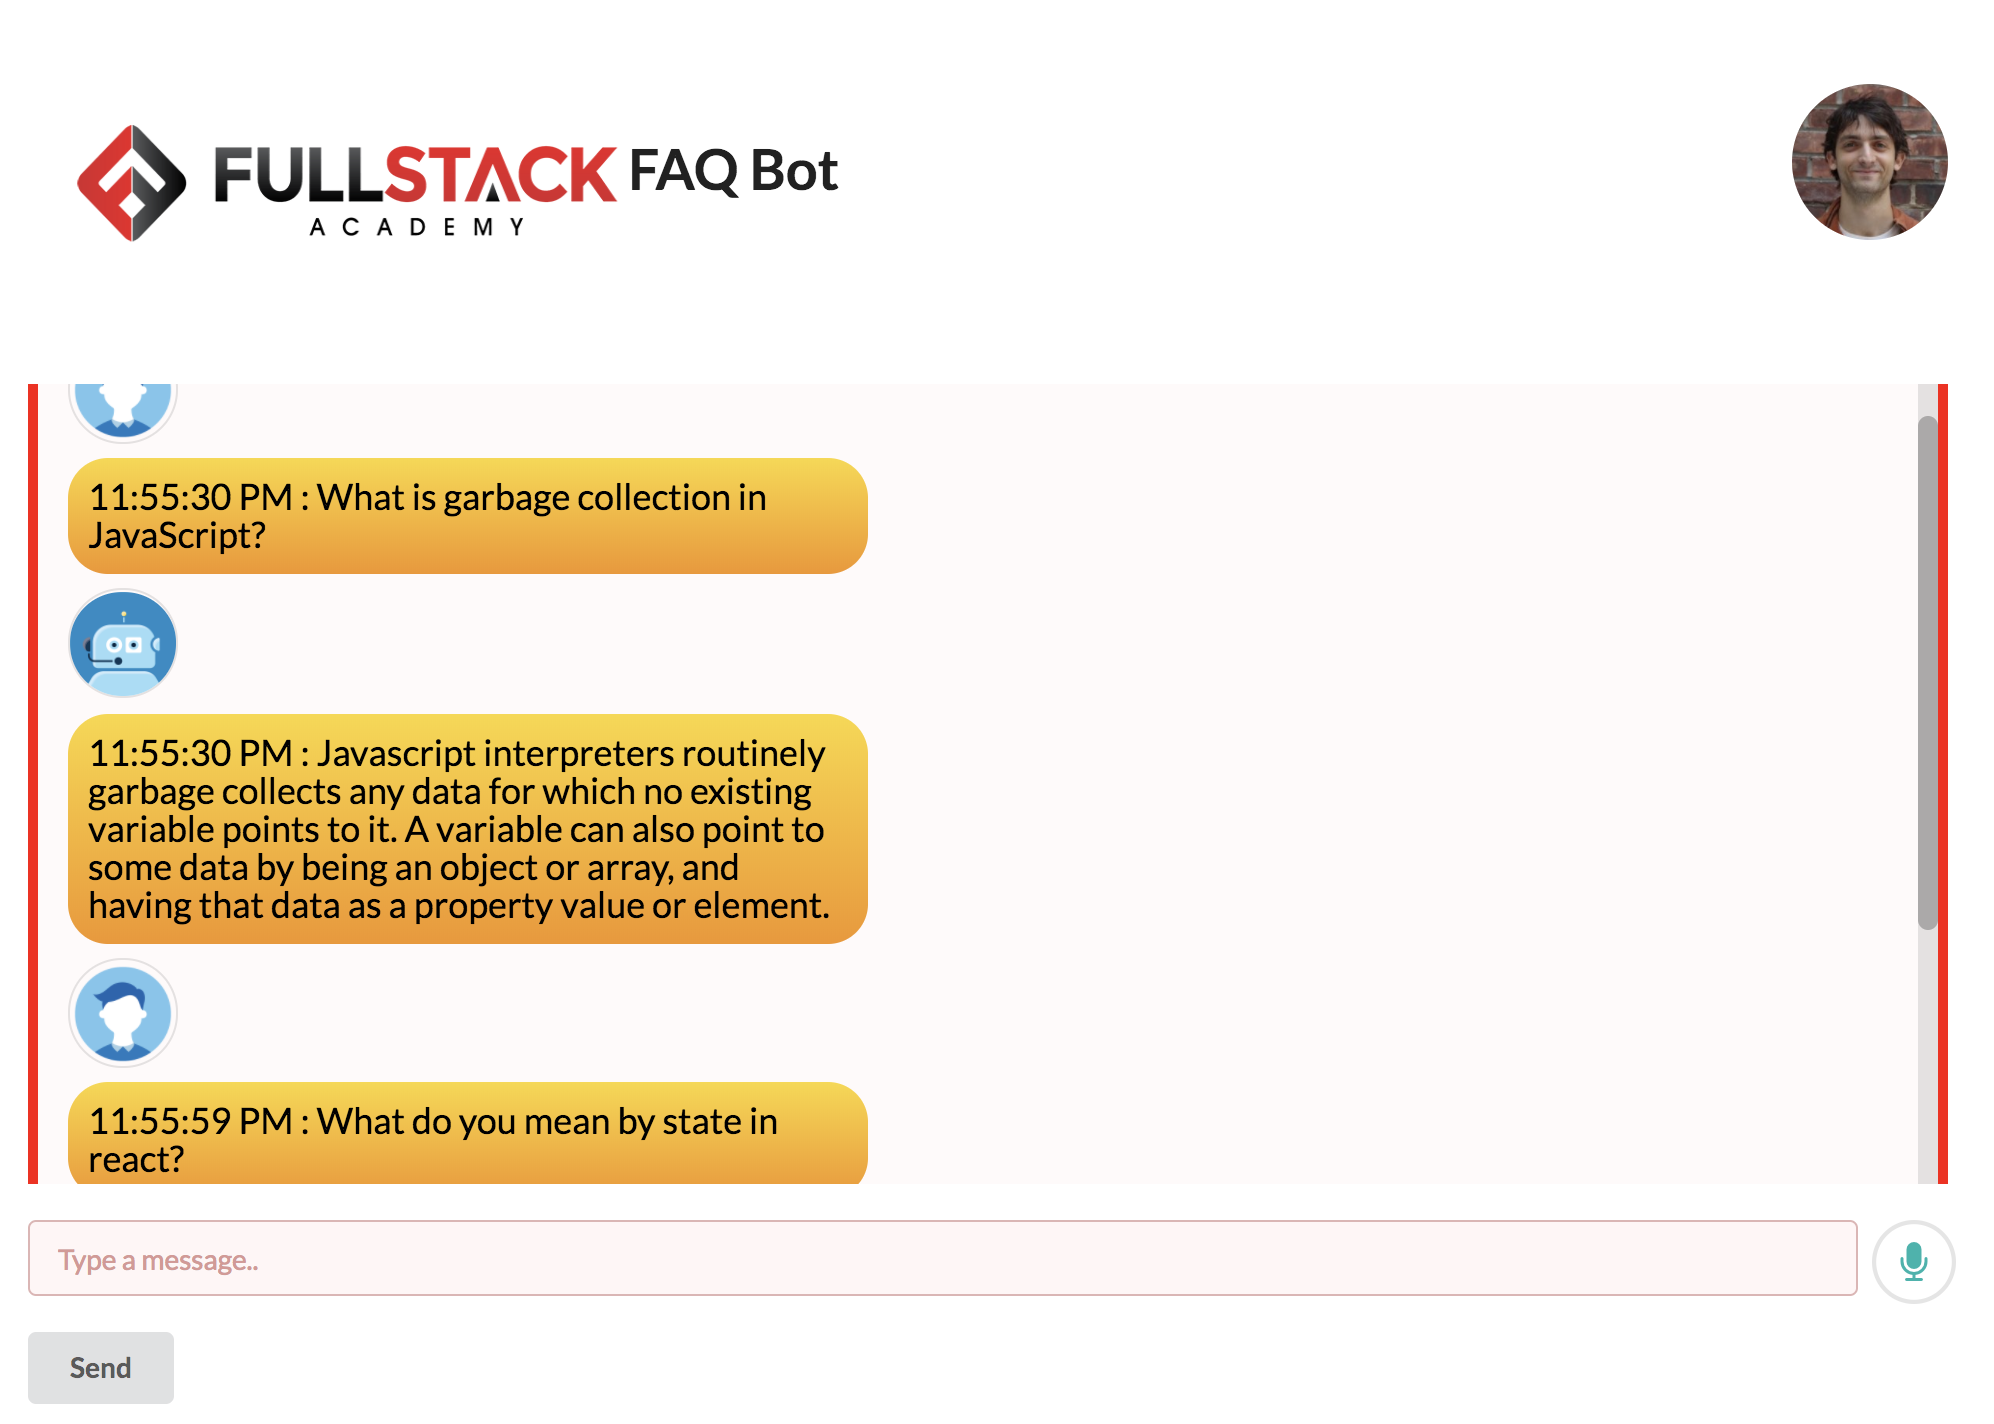 FULLSTACK FAQ Bot
ACADEMY
11:55:30 PM : What is garbage collection in
JavaScript?
11:55:30 PM : Javascript interpreters routinely
garbage collects any data for which no existing
variable points to it. A variable can also point to
some data by being an object or array, and
having that data as a property value or element.
11:55:59 PM : What do you mean by state in
react?
Type a message..
Send